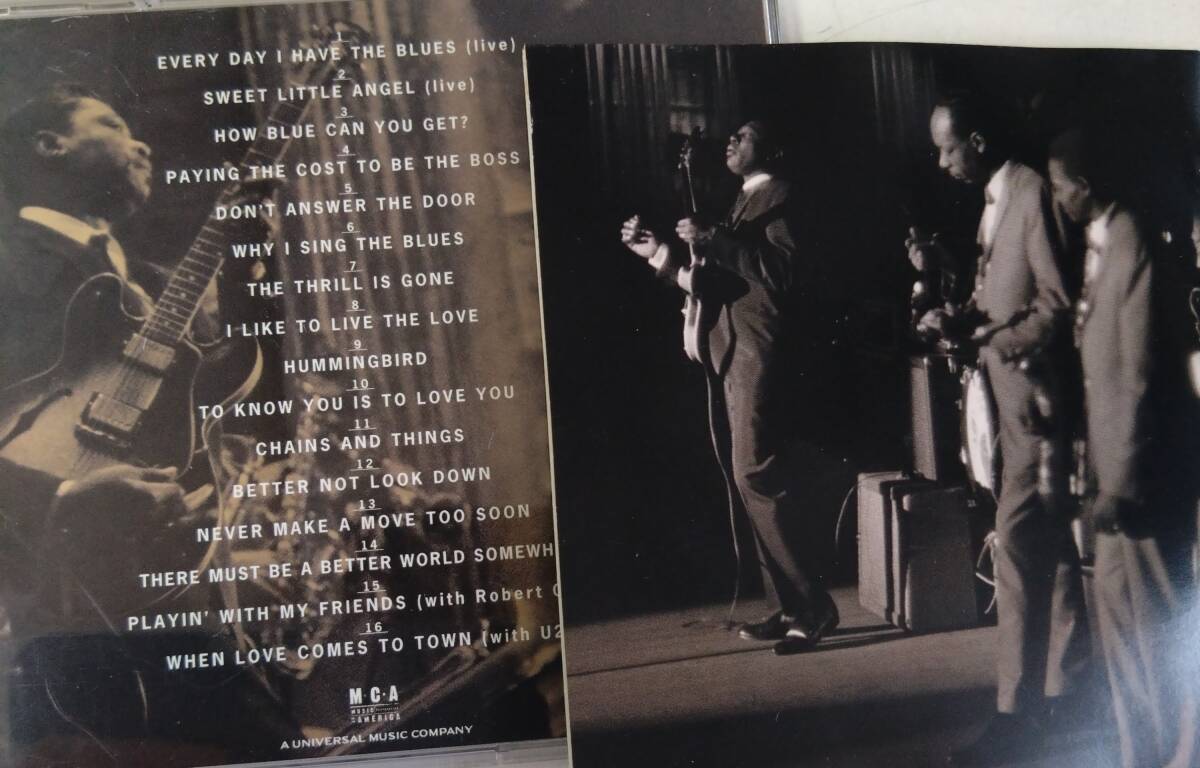 1
EVERY DAY I HAVE THE BLUES (live)
2
SWEET LITTLE ANGEL (live)
3
HOW BLUE CAN YOU GET?
4
PAYING THE COST TO BE THE BOSS
5
DON'T ANSWER THE DOOR
6
WHY I SING THE BLUES
7
THE THRILL IS GONE
8
I LIKE TO LIVE THE LOVE
9
HUMMINGBIRD
10
TO KNOW YOU IS TO LOVE YOU
11
CHAINS AND THINGS
12
BETTER NOT LOOK DOWN
13
NEVER MAKE A MOVE TOO SOON
14
THERE MUST BE A BETTER WORLD SOMEWH
15
PLAYIN' WITH MY FRIENDS (with Robert C
16
WHEN LOVE COMES TO TOWN (with U2
M·C·A
MUSIC
AMERICA
A UNIVERSAL MUSIC COMPANY